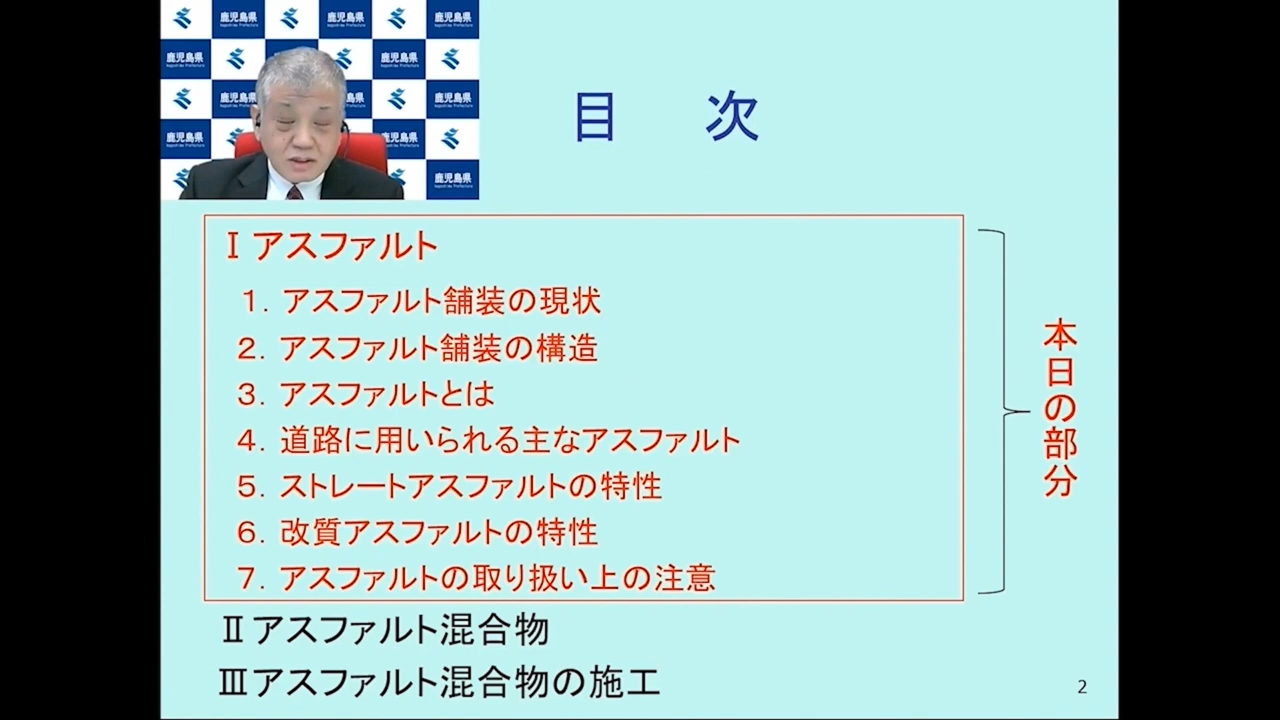 鹿児島県
Kagoshima Prefecture
目 次
Ⅰアスファルト
１．アスファルト舗装の現状
２．アスファルト舗装の構造
３．アスファルトとは
４．道路に用いられる主なアスファルト
５．ストレートアスファルトの特性
６．改質アスファルトの特性
７．アスファルトの取り扱い上の注意
本日の部分
Ⅱアスファルト混合物
Ⅲアスファルト混合物の施工
2